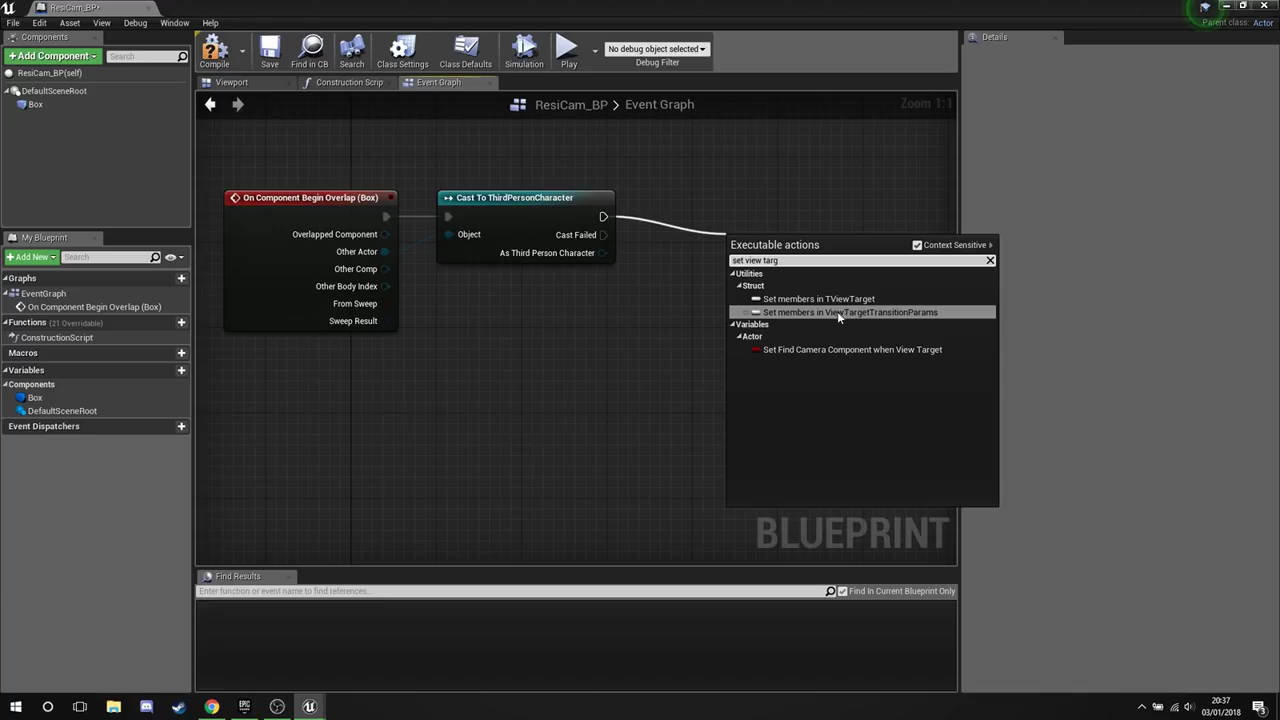 ResiCam_BP*
Parent class: Actor
File Edit Asset View Debug Window Help
Components
+Add Component
Search
ResiCam_BP(self)
DefaultSceneRoot
Box
Compile
Save
Find in CB
Search
Class Settings
Class Defaults
Simulation
Play
No debug object selected
Debug Filter
Details
Viewport
Construction Scrip
Event Graph
ResiCam_BP > Event Graph
Zoom 1:1
On Component Begin Overlap (Box)
Overlapped Component
Other Actor
Other Comp
Other Body Index
From Sweep
Sweep Result
Cast To ThirdPersonCharacter
Object
Cast Failed
As Third Person Character
Executable actions
Context Sensitive
set view targ
Utilities
Struct
Set members in TViewTarget
Set members in ViewTargetTransitionParams
Variables
Actor
Set Find Camera Component when View Target
BLUEPRINT
My Blueprint
+Add New
Search
Graphs
EventGraph
On Component Begin Overlap (Box)
Functions (21 Overridable)
ConstructionScript
Macros
Variables
Components
Box
DefaultSceneRoot
Event Dispatchers
Find Results
Enter function or event name to find references...
Find In Current Blueprint Only
EPIC
20:37
03/01/2018